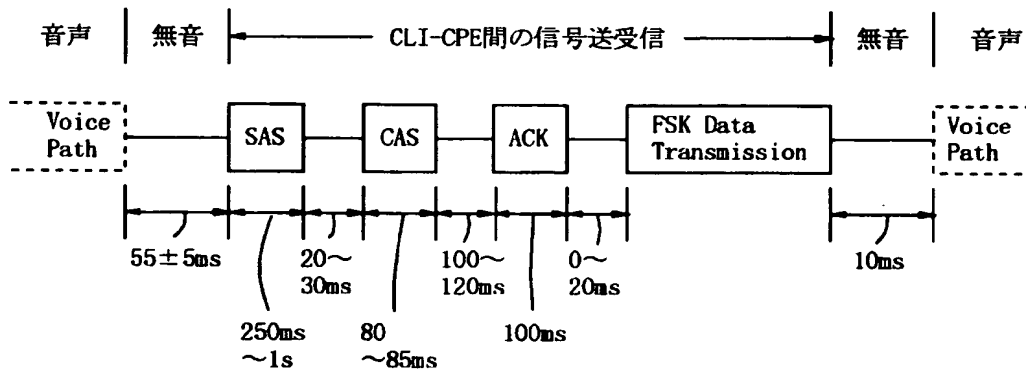 音声
無音
CLI-CPE間の信号送受信
無音
音声
Voice
Path
SAS
CAS
ACK
FSK Data
Transmission
Voice
Path
55±5ms
20～
30ms
100～
120ms
0～
20ms
10ms
250ms
～1s
80
～85ms
100ms